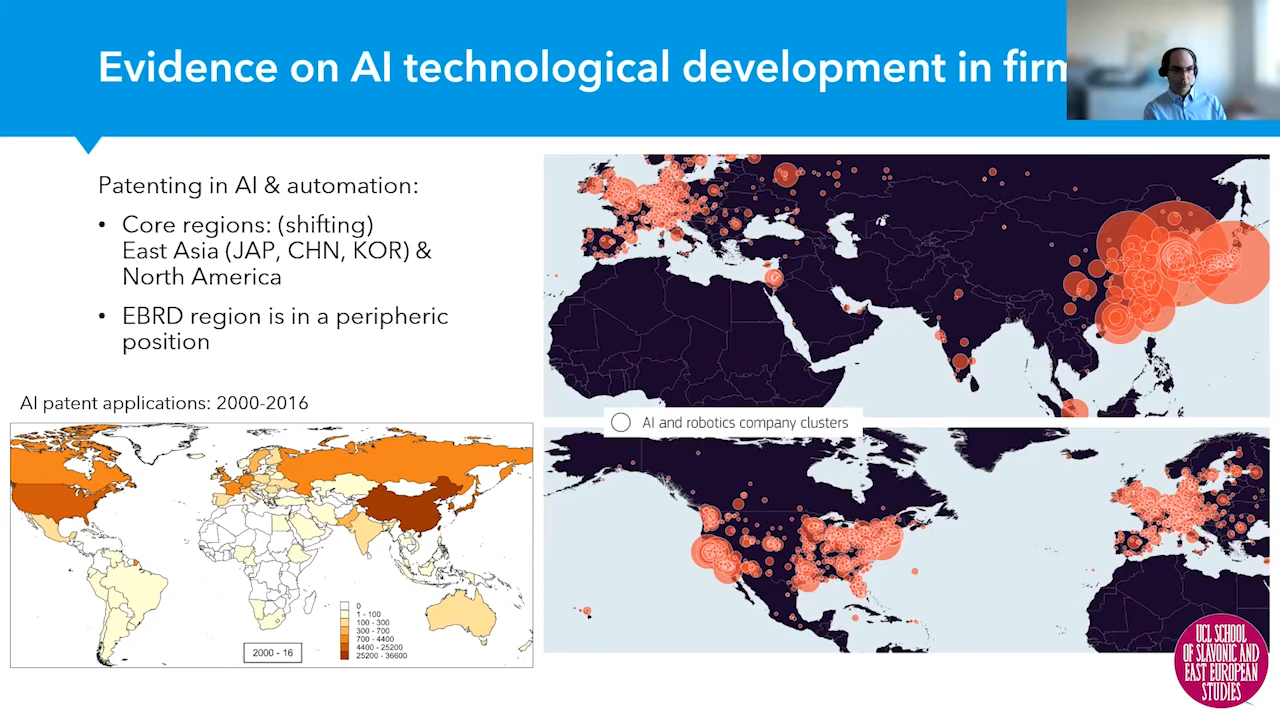 Evidence on AI technological development in firm
Patenting in AI & automation:
• Core regions: (shifting)
East Asia (JAP, CHN, KOR) &
North America
• EBRD region is in a peripheric
position
AI patent applications: 2000-2016
AI and robotics company clusters
0
1 - 100
100 - 300
300 - 700
700 - 4400
4400 - 25200
25200 - 36600
2000 - 16
UCL SCHOOL
OF SLAVONIC AND
EAST EUROPEAN
STUDIES